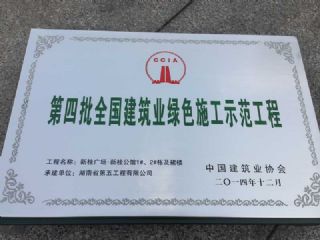 CCIA
第四批全国建筑业绿色施工示范工程
工程名称：新桂广场·新桂公馆1#、2#栋及裙楼
承建单位：湖南省第五工程有限公司
中国建筑业协会
二〇一四年十二月